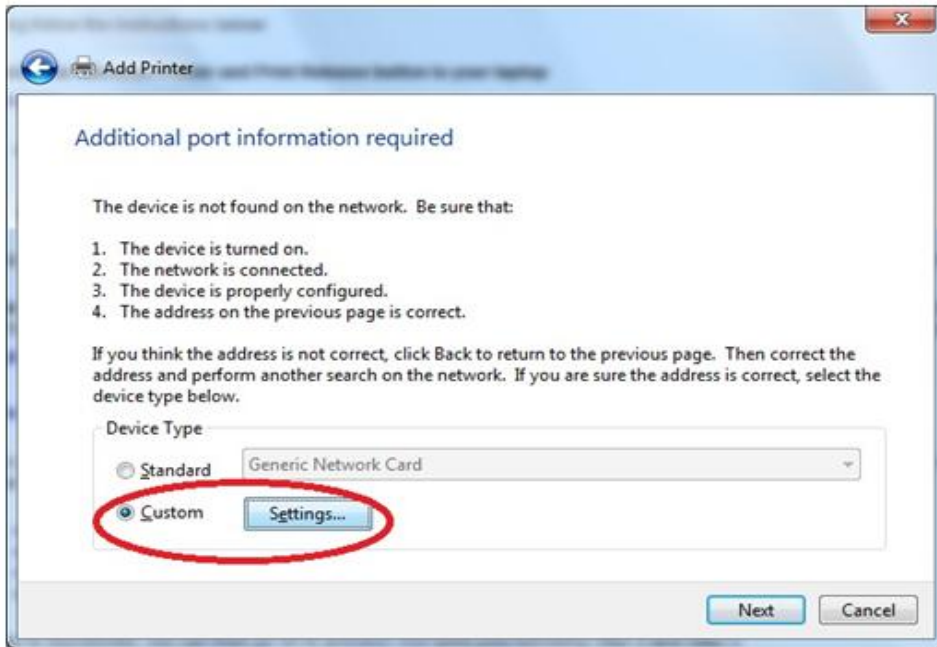 Add Printer
Additional port information required
The device is not found on the network. Be sure that:
1. The device is turned on.
2. The network is connected.
3. The device is properly configured.
4. The address on the previous page is correct.
If you think the address is not correct, click Back to return to the previous page. Then correct the
address and perform another search on the network. If you are sure the address is correct, select the
device type below.
Device Type
Standard
Generic Network Card
Custom
Settings...
Next
Cancel